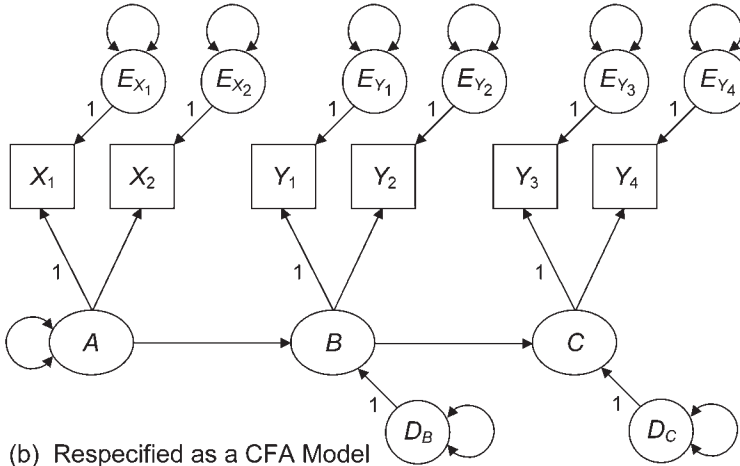 E_X1 E_X2 E_Y1 E_Y2 E_Y3 E_Y4
1 1 1 1 1 1
X1 X2 Y1 Y2 Y3 Y4
1 1 1
A B C
1 1
D_B D_C
(b) Respecified as a CFA Model